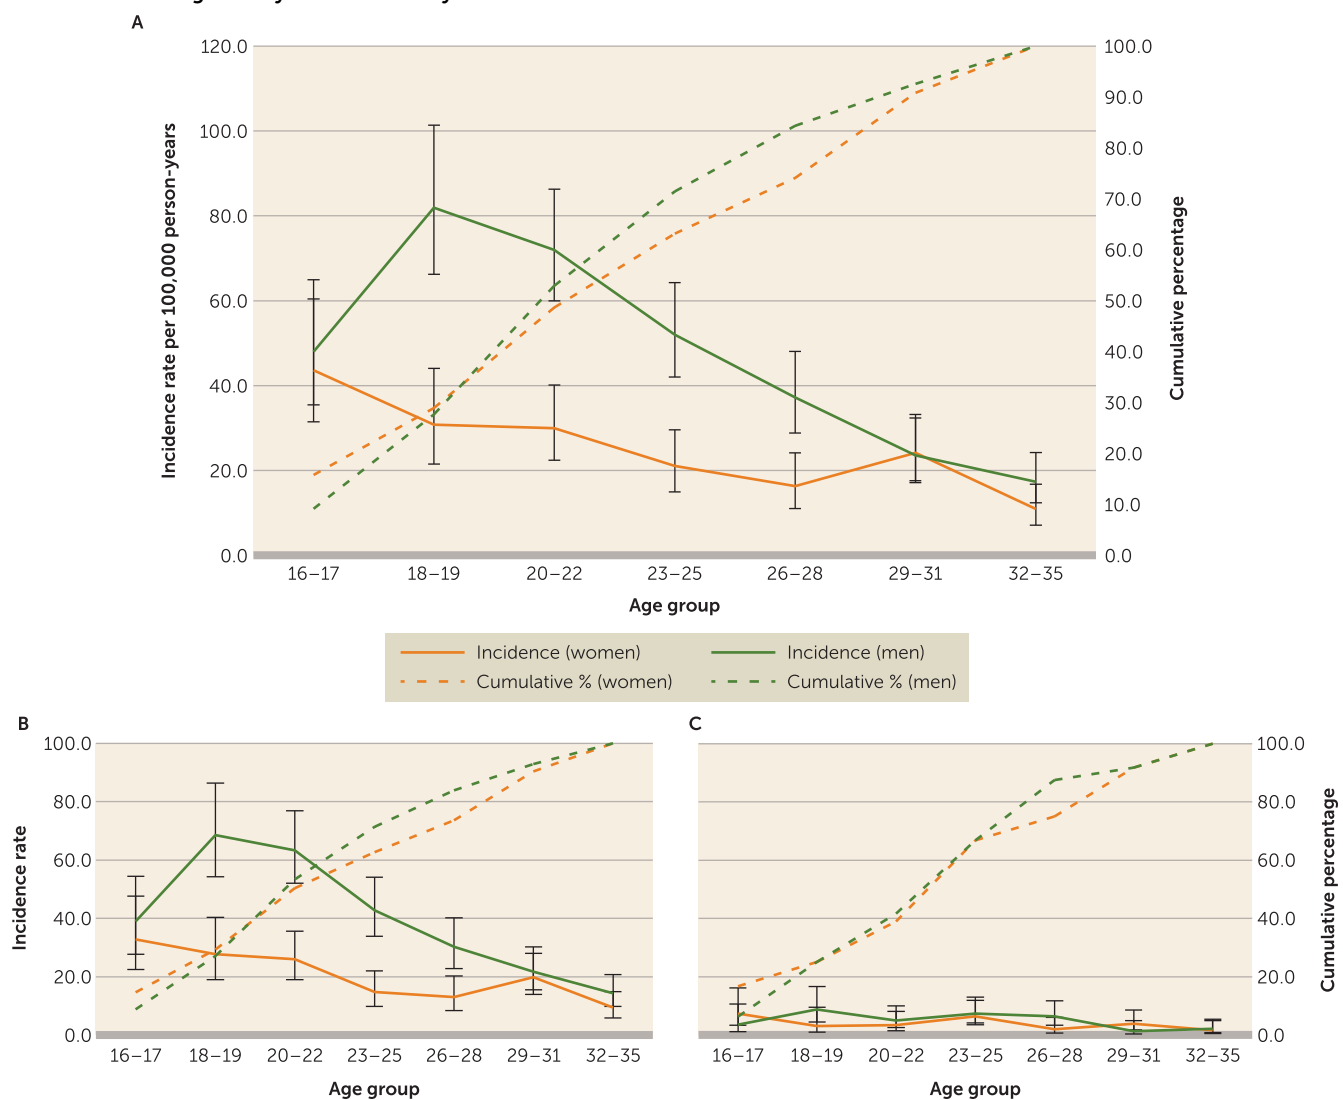 A
120.0
100.0
80.0
60.0
40.0
20.0
0.0
Incidence rate per 100,000 person-years
100.0
90.0
80.0
70.0
60.0
50.0
40.0
30.0
20.0
10.0
0.0
Cumulative percentage
16–17 18–19 20–22 23–25 26–28 29–31 32–35
Age group
Incidence (women) Incidence (men)
Cumulative % (women) Cumulative % (men)
B
100.0
80.0
60.0
40.0
20.0
0.0
Incidence rate
16–17 18–19 20–22 23–25 26–28 29–31 32–35
Age group
C
100.0
80.0
60.0
40.0
20.0
0.0
Cumulative percentage
16–17 18–19 20–22 23–25 26–28 29–31 32–35
Age group